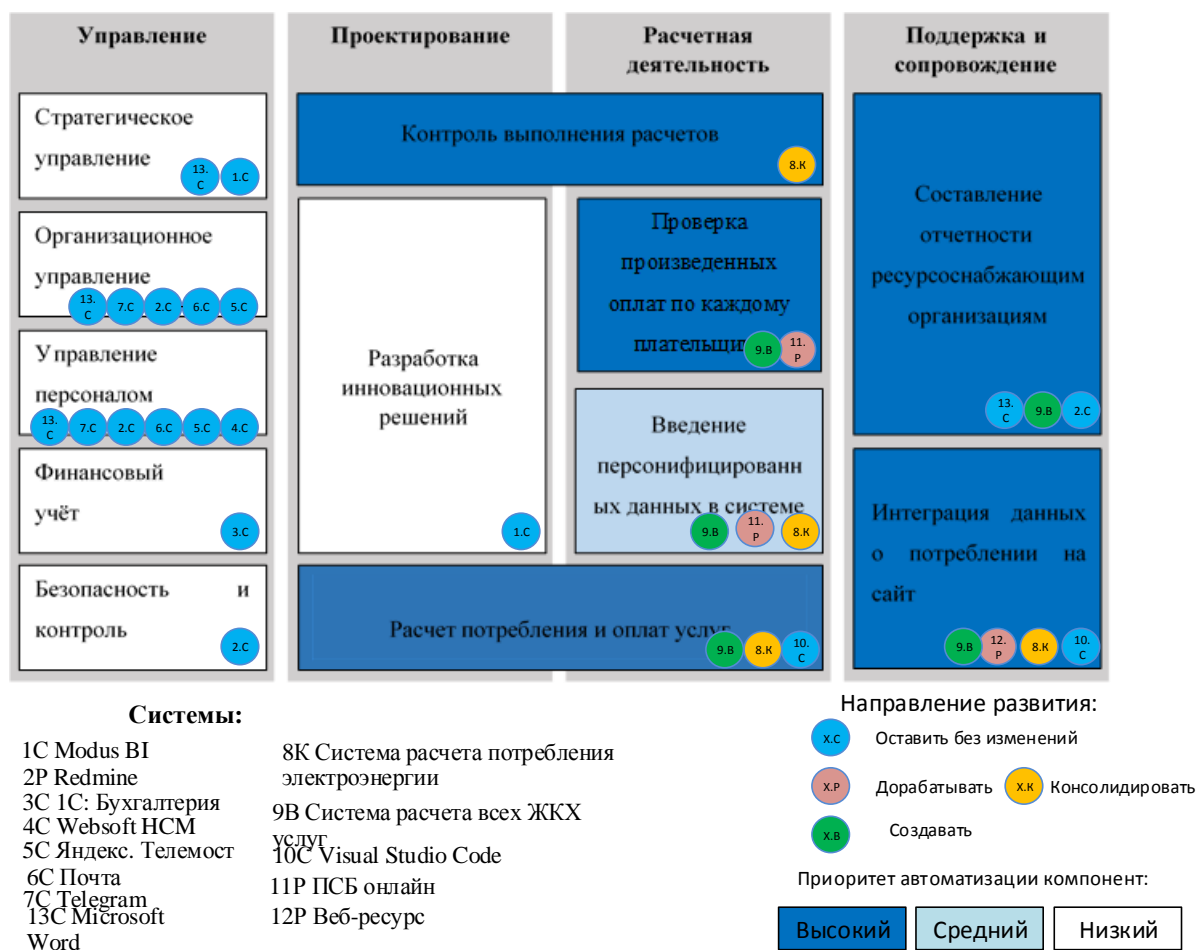 Управление
Стратегическое
управление
13.
С
1.С
Организационное
управление
13.
С
7.С
2.С
6.С
5.С
Управление
персоналом
13.
С
7.С
2.С
6.С
5.С
4.С
Финансовый
учёт
3.С
Безопасность и
контроль
2.С
Проектирование
Расчетная
деятельность
Контроль выполнения расчетов
8.К
Разработка
инновационных
решений
1.С
Проверка
произведенных
оплат по каждому
9.В
11.
Р
Введение
персонифицированн
ых данных в системе
9.В
11.
Р
8.К
Расчет потребления и оплат услуг
9.В
8.К
10.
С
Поддержка и
сопровождение
Составление
отчетности
ресурсоснабжающим
организациям
13.
С
9.В
2.С
Интеграция данных
о потреблении на
сайт
9.В
12.
Р
8.К
10.
С
Системы:
1С Modus BI
2Р Redmine
3С 1С: Бухгалтерия
4С Websoft HCM
5С Яндекс. Телемост
6С Почта
7С Telegram
13С Microsoft
Word
8К Система расчета потребления
электроэнергии
9В Система расчета всех ЖКХ
услуг
10С Visual Studio Code
11Р ПСБ онлайн
12Р Веб-ресурс
Направление развития:
Х.С
Оставить без изменений
Х.Р
Дорабатывать
Х.К
Консолидировать
Х.В
Создавать
Приоритет автоматизации компонент:
Высокий
Средний
Низкий